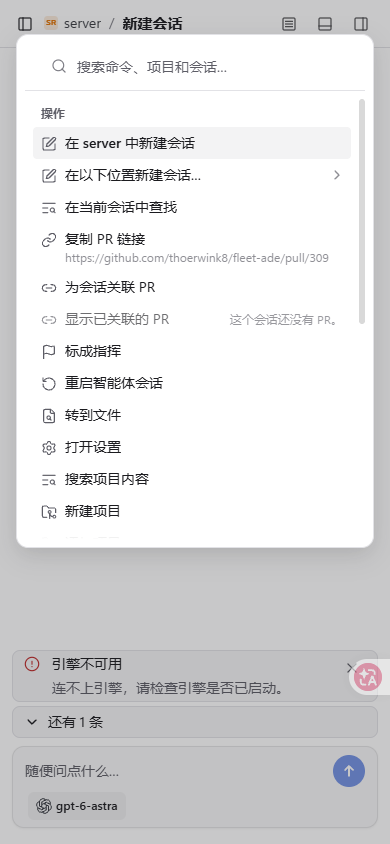 SR server / 新建会话
搜索命令、项目和会话...
操作
在 server 中新建会话
在以下位置新建会话...
在当前会话中查找
复制 PR 链接
https://github.com/thoerwink8/fleet-ade/pull/309
为会话关联 PR
显示已关联的 PR 这个会话还没有 PR。
标成指挥
重启智能体会话
转到文件
打开设置
搜索项目内容
新建项目
引擎不可用
连不上引擎，请检查引擎是否已启动。
还有 1 条
随便问点什么...
gpt-6-astra